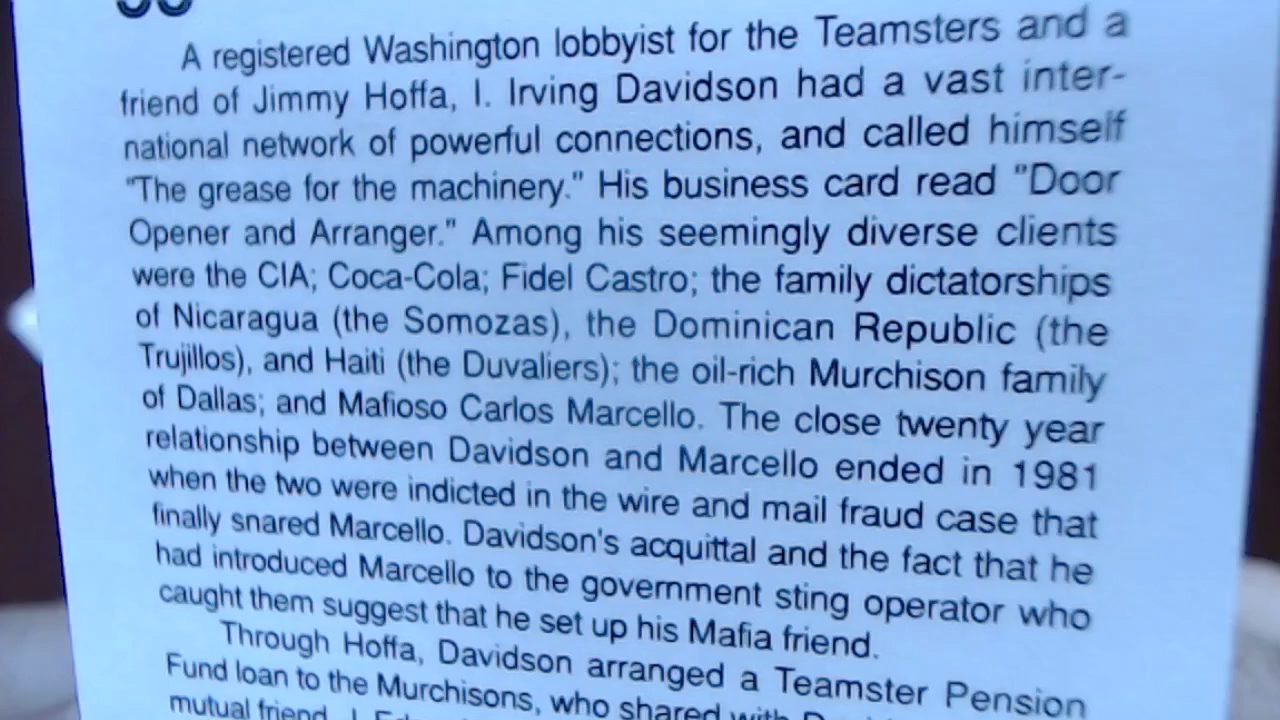 A registered Washington lobbyist for the Teamsters and a
friend of Jimmy Hoffa, I. Irving Davidson had a vast inter-
national network of powerful connections, and called himself
"The grease for the machinery." His business card read "Door
Opener and Arranger." Among his seemingly diverse clients
were the CIA; Coca-Cola; Fidel Castro; the family dictatorships
of Nicaragua (the Somozas), the Dominican Republic (the
Trujillos), and Haiti (the Duvaliers); the oil-rich Murchison family
of Dallas; and Mafioso Carlos Marcello. The close twenty year
relationship between Davidson and Marcello ended in 1981
when the two were indicted in the wire and mail fraud case that
finally snared Marcello. Davidson's acquittal and the fact that he
had introduced Marcello to the government sting operator who
caught them suggest that he set up his Mafia friend.
Through Hoffa, Davidson arranged a Teamster Pension
Fund loan to the Murchisons, who shared with
mutual friend, J.